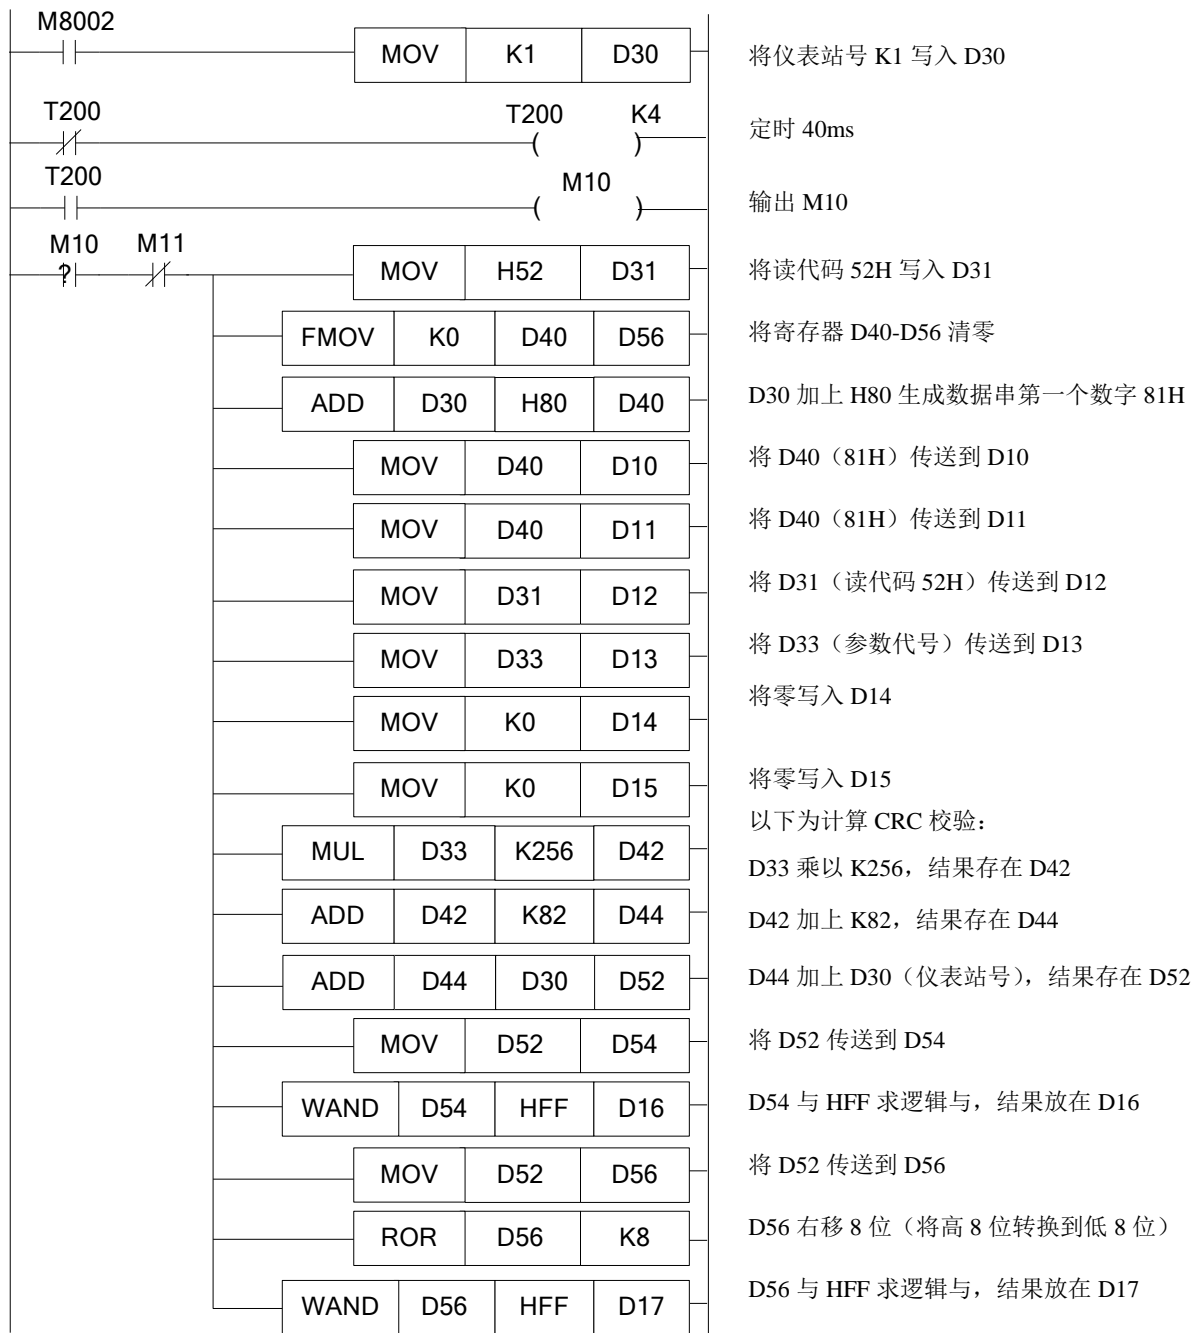 M8002
MOV K1 D30 将仪表站号 K1 写入 D30
T200 T200 K4 定时 40ms
( )
T200 M10 输出 M10
( )
M10 M11
? MOV H52 D31 将读代码 52H 写入 D31
FMOV K0 D40 D56 将寄存器 D40-D56 清零
ADD D30 H80 D40 D30 加上 H80 生成数据串第一个数字 81H
MOV D40 D10 将 D40（81H）传送到 D10
MOV D40 D11 将 D40（81H）传送到 D11
MOV D31 D12 将 D31（读代码 52H）传送到 D12
MOV D33 D13 将 D33（参数代号）传送到 D13
MOV K0 D14 将零写入 D14
MOV K0 D15 将零写入 D15
以下为计算 CRC 校验：
MUL D33 K256 D42 D33 乘以 K256，结果存在 D42
ADD D42 K82 D44 D42 加上 K82，结果存在 D44
ADD D44 D30 D52 D44 加上 D30（仪表站号），结果存在 D52
MOV D52 D54 将 D52 传送到 D54
WAND D54 HFF D16 D54 与 HFF 求逻辑与，结果放在 D16
MOV D52 D56 将 D52 传送到 D56
ROR D56 K8 D56 右移 8 位（将高 8 位转换到低 8 位）
WAND D56 HFF D17 D56 与 HFF 求逻辑与，结果放在 D17